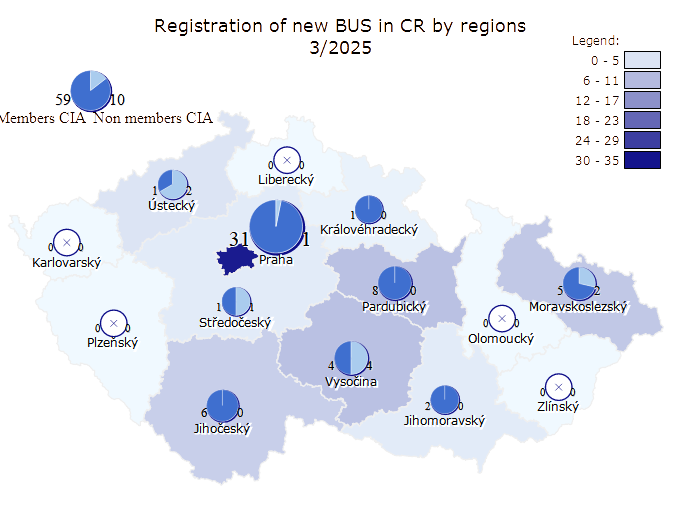 Registration of new BUS in CR by regions
3/2025
Legend:
0 - 5
6 - 11
12 - 17
18 - 23
24 - 29
30 - 35
59 10
Members CIA Non members CIA
0 0
Liberecký
1 2
Ústecký
1 0
Královéhradecký
31 1
Praha
0 0
Karlovarský
8 0
Pardubický
5 2
Moravskoslezský
1 1
Středočeský
0 0
Plzeňský
0 0
Olomoucký
4 4
Vysočina
6 0
Jihočeský
2 0
Jihomoravský
0 0
Zlínský